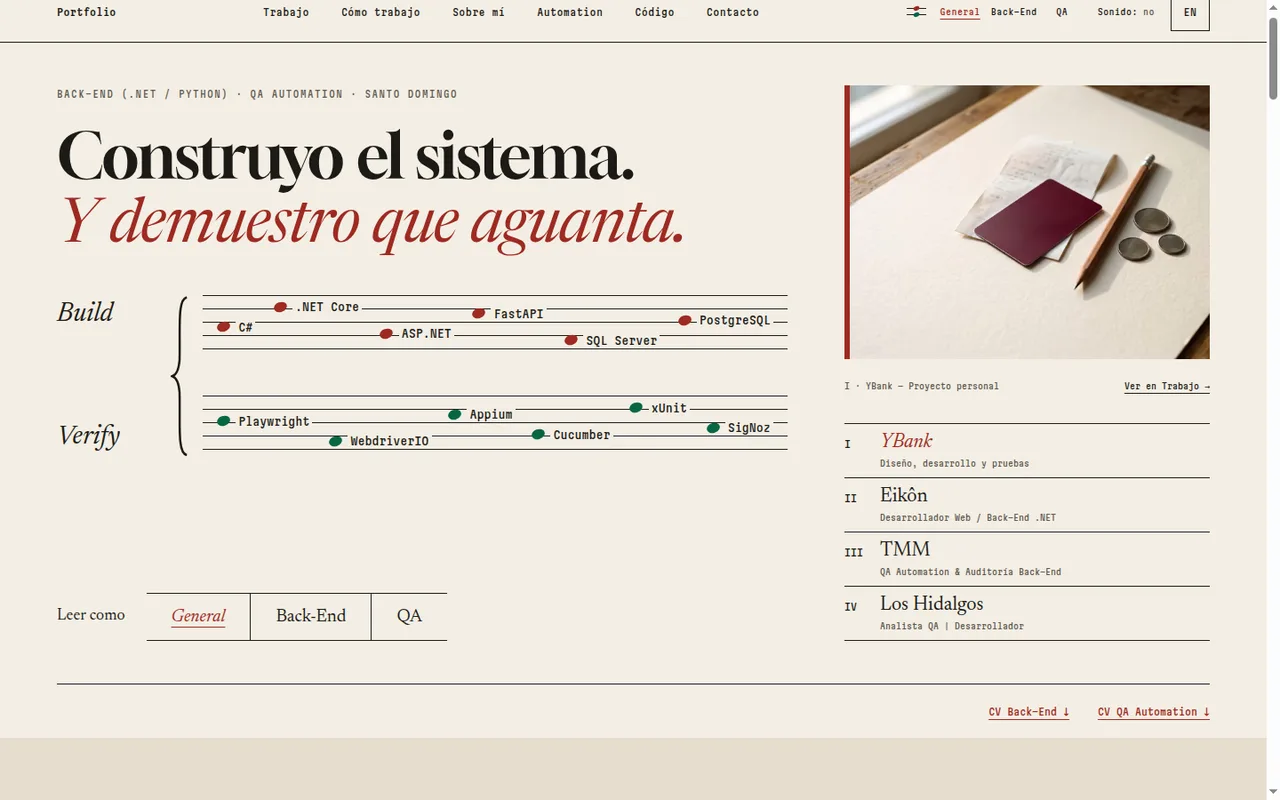 Portfolio
Trabajo Cómo trabajo Sobre mí Automation Código Contacto
General Back-End QA Sonido: no EN
BACK-END (.NET / PYTHON) · QA AUTOMATION · SANTO DOMINGO
Construyo el sistema.
Y demuestro que aguanta.
Build
.NET Core
FastAPI
PostgreSQL
C#
ASP.NET
SQL Server
Verify
xUnit
Appium
Playwright
SigNoz
Cucumber
WebdriverIO
Leer como General Back-End QA
I · YBank — Proyecto personal Ver en Trabajo →
I YBank
Diseño, desarrollo y pruebas
II Eikôn
Desarrollador Web / Back-End .NET
III TMM
QA Automation & Auditoría Back-End
IV Los Hidalgos
Analista QA | Desarrollador
CV Back-End ↓ CV QA Automation ↓